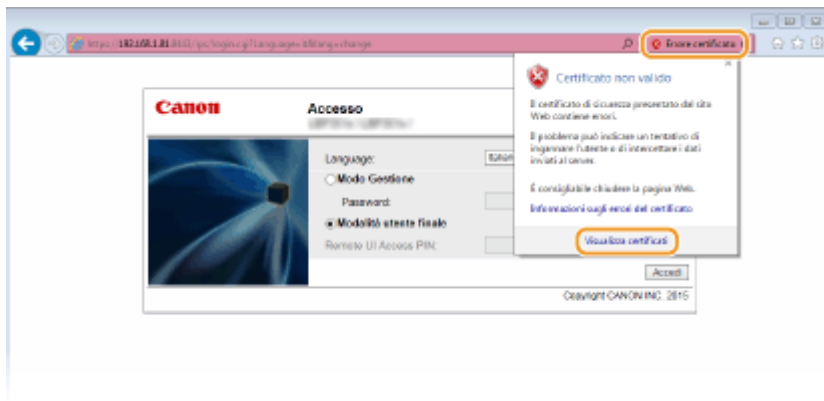 Errore certificato
Certificato non valido
Il certificato di sicurezza presentato dal sito
Web contiene errori.
Il problema può indicare un tentativo di
ingannare l'utente o di intercettare i dati
inviati al server.
È consigliabile chiudere la pagina Web.
Informazioni sugli errori del certificato
Visualizza certificati
Canon
Accesso
Language:
Modo Gestione
Password:
Modalità utente finale
Remote UI Access PIN:
Accedi
Copyright CANON INC. 2015